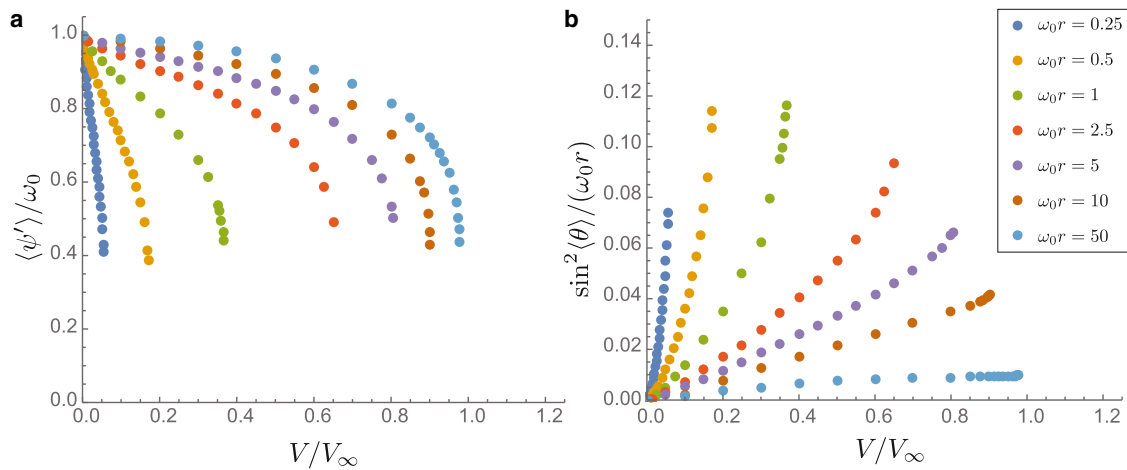 a
⟨ψ′⟩/ω₀
1.0
0.8
0.6
0.4
0.2
0.0
0.0 0.2 0.4 0.6 0.8 1.0 1.2
V/V∞
b
sin²⟨θ⟩/(ω₀r)
0.14
0.12
0.10
0.08
0.06
0.04
0.02
0.00
0.0 0.2 0.4 0.6 0.8 1.0 1.2
V/V∞
ω₀r = 0.25
ω₀r = 0.5
ω₀r = 1
ω₀r = 2.5
ω₀r = 5
ω₀r = 10
ω₀r = 50